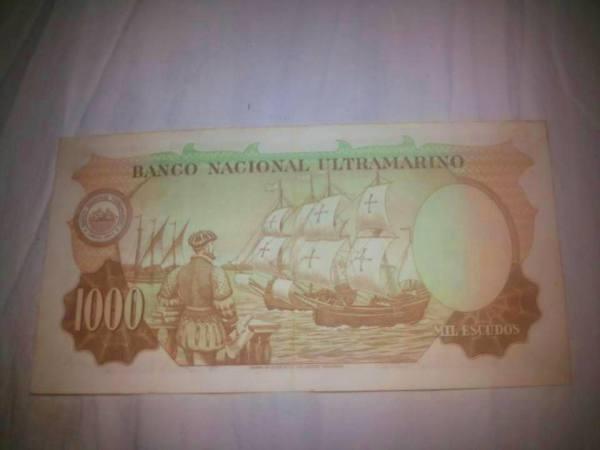 BANCO NACIONAL ULTRAMARINO
1000
MIL ESCUDOS